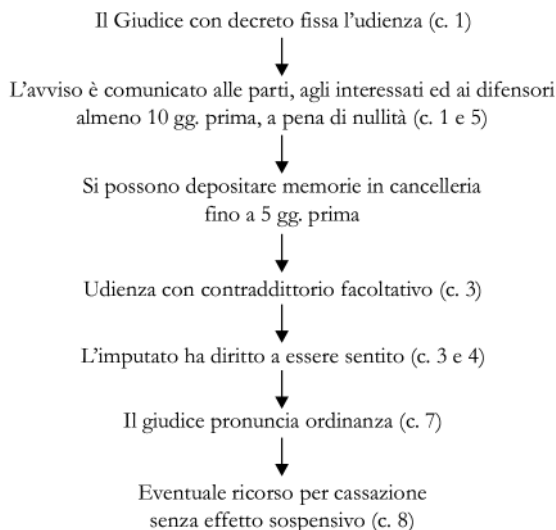 Il Giudice con decreto fissa l'udienza (c. 1)
L'avviso è comunicato alle parti, agli interessati ed ai difensori
almeno 10 gg. prima, a pena di nullità (c. 1 e 5)
Si possono depositare memorie in cancelleria
fino a 5 gg. prima
Udienza con contraddittorio facoltativo (c. 3)
L'imputato ha diritto a essere sentito (c. 3 e 4)
Il giudice pronuncia ordinanza (c. 7)
Eventuale ricorso per cassazione
senza effetto sospensivo (c. 8)